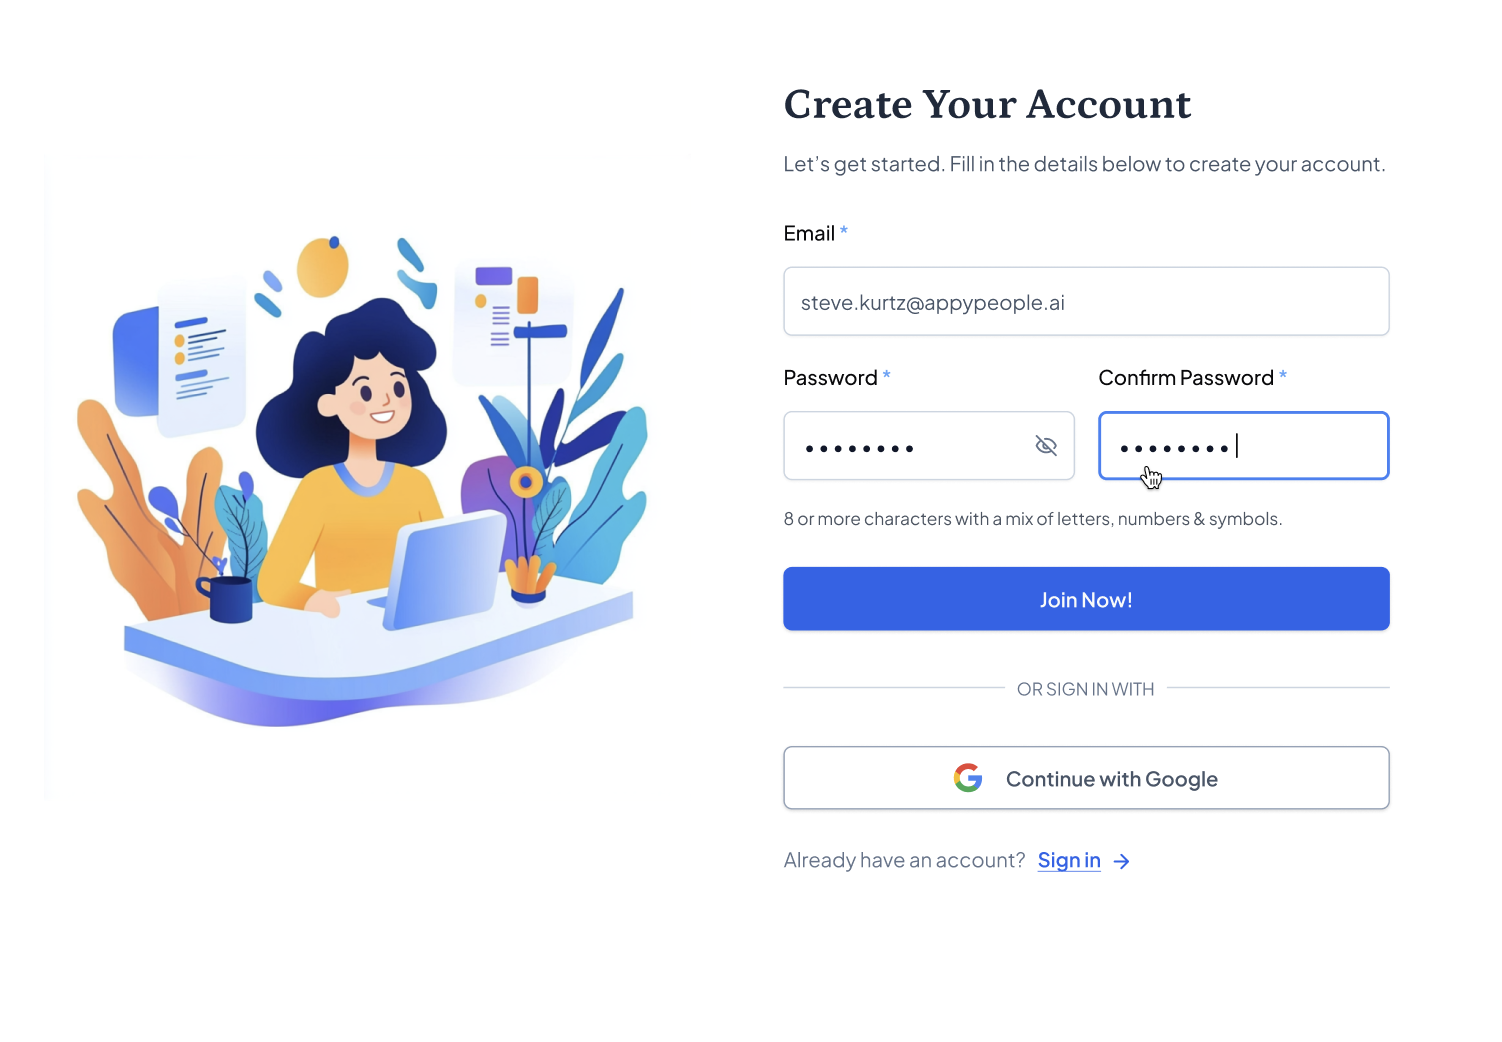 Create Your Account
Let’s get started. Fill in the details below to create your account.
Email *
steve.kurtz@appypeople.ai
Password *
Confirm Password *
••••••••
••••••••
8 or more characters with a mix of letters, numbers & symbols.
Join Now!
OR SIGN IN WITH
Continue with Google
Already have an account? Sign in →